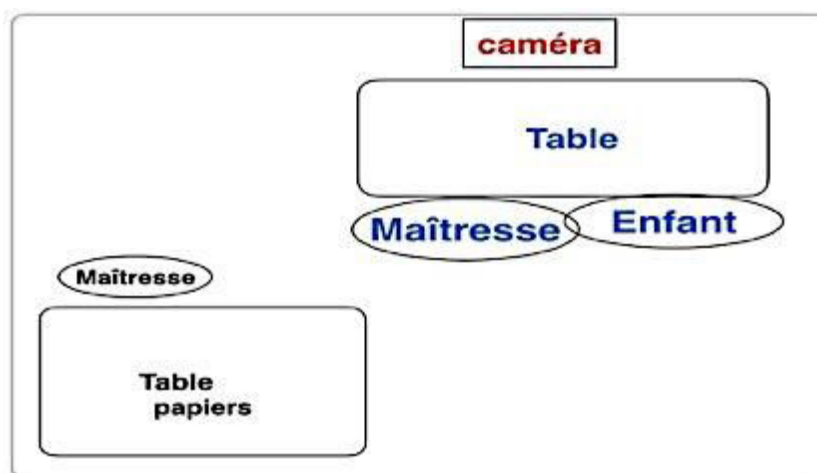 caméra
Table
Maîtresse Enfant
Maîtresse
Table
papiers